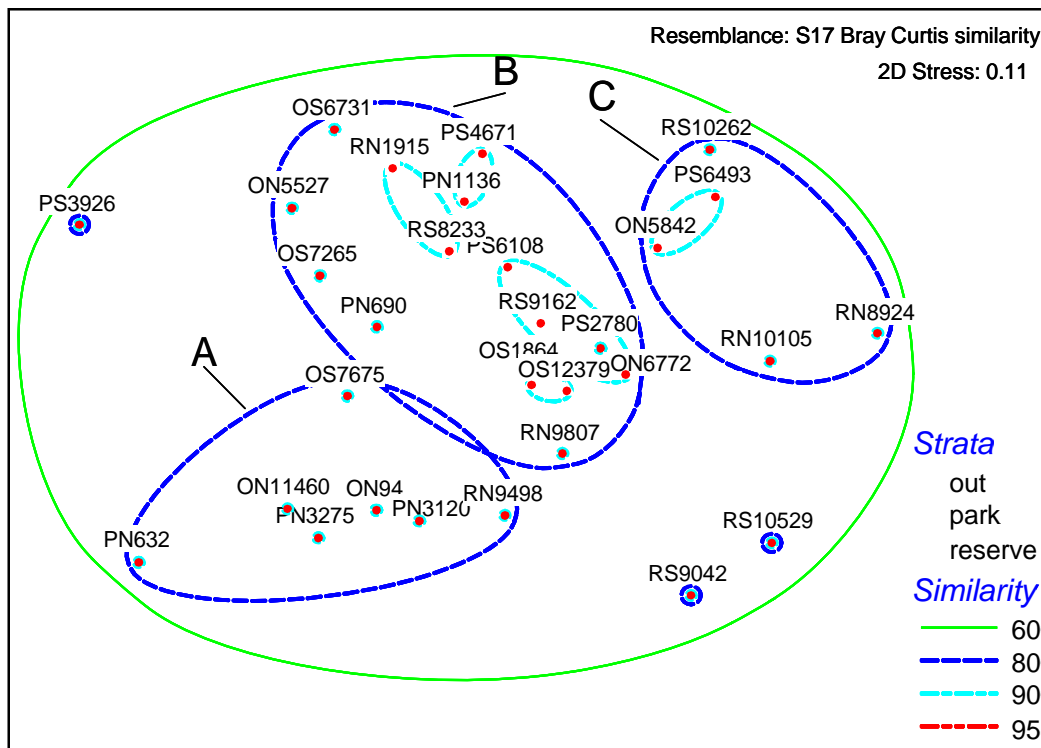 Resemblance: S17 Bray Curtis similarity
2D Stress: 0.11
B
C
A
OS6731
RN1915
PS4671
RS10262
PS6493
PN1136
PS3926
ON5527
RS8233
PS6108
ON5842
OS7265
PN690
RS9162
PS2780
RN8924
RN10105
OS1864
OS12379
ON6772
OS7675
RN9807
ON11460
ON94
PN3120
RN9498
PN3275
PN632
RS10529
RS9042
Strata
out
park
reserve
Similarity
60
80
90
95